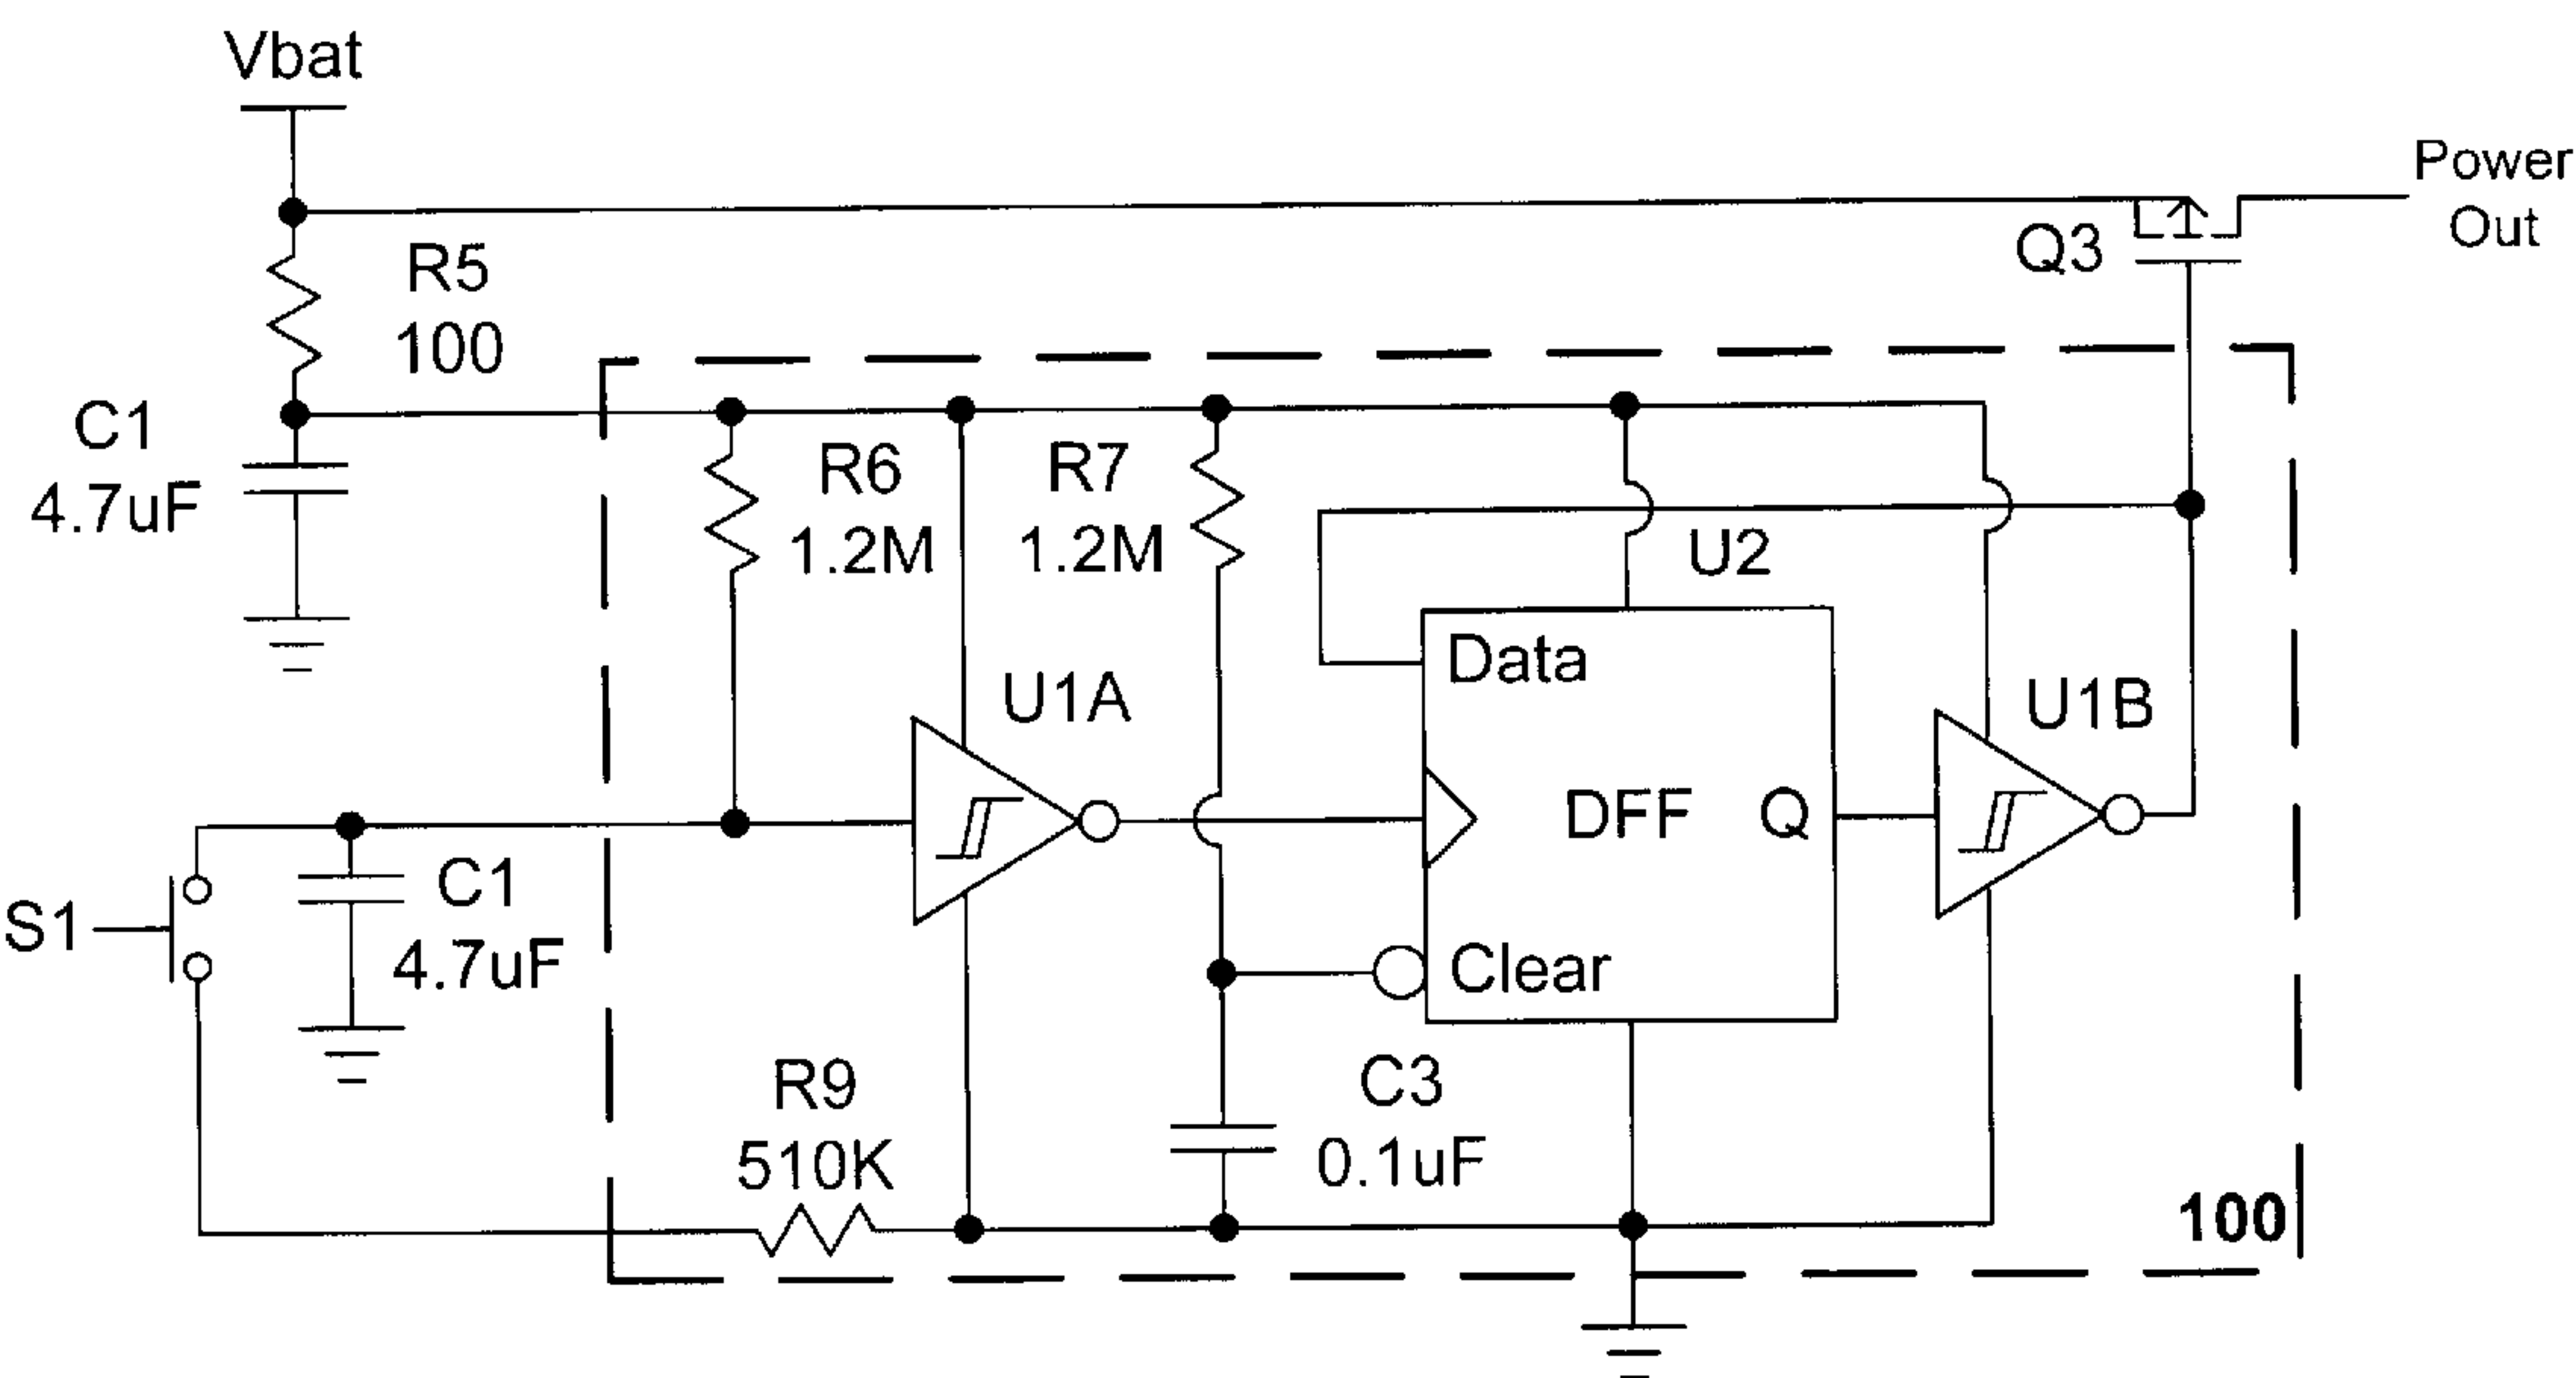 Vbat
Power
Out
Q3
R5
100
C1
4.7uF
R6
1.2M
R7
1.2M
U2
Data
U1A
U1B
DFF
Q
S1
C1
4.7uF
Clear
R9
510K
C3
0.1uF
100